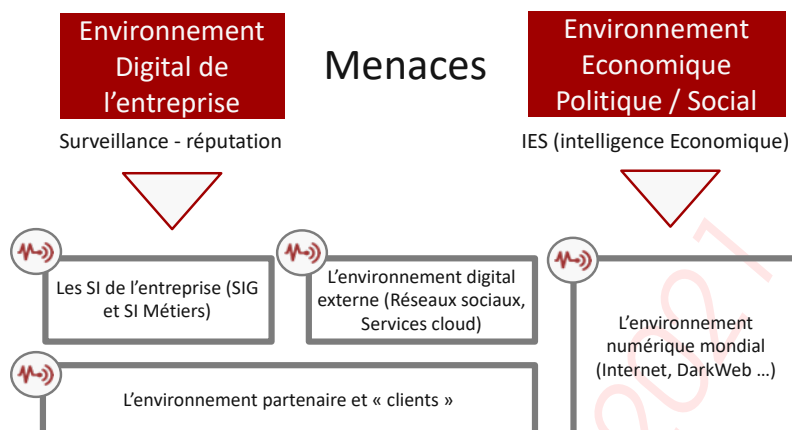 Environnement
Digital de
l'entreprise
Menaces
Environnement
Economique
Politique / Social
Surveillance - réputation
IES (intelligence Economique)
Les SI de l'entreprise (SIG
et SI Métiers)
L'environnement digital
externe (Réseaux sociaux,
Services cloud)
L'environnement
numérique mondial
(Internet, DarkWeb ...)
L'environnement partenaire et « clients »
2021